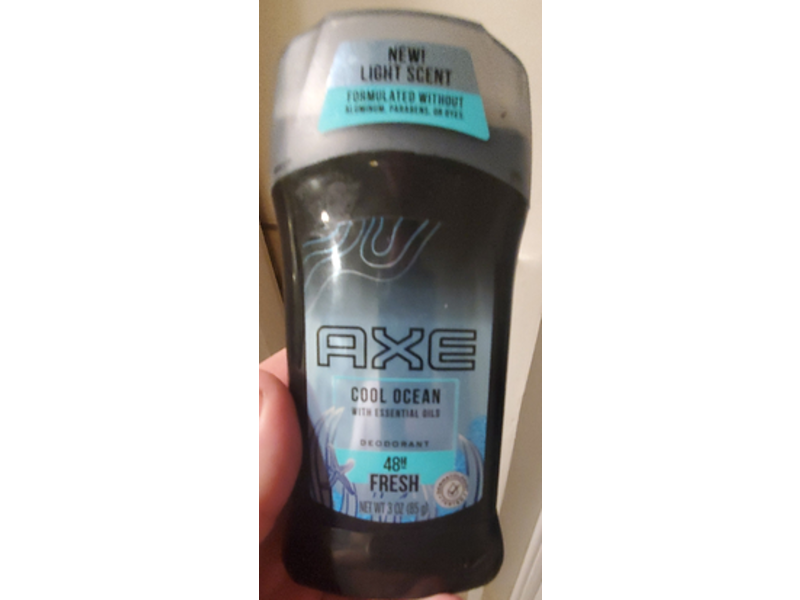 NEW!
LIGHT SCENT
FORMULATED WITHOUT
ALUMINUM, PARABENS, OR DYES
AXE
COOL OCEAN
WITH ESSENTIAL OILS
DEODORANT
48H
FRESH
NET WT 3 OZ (85 g)